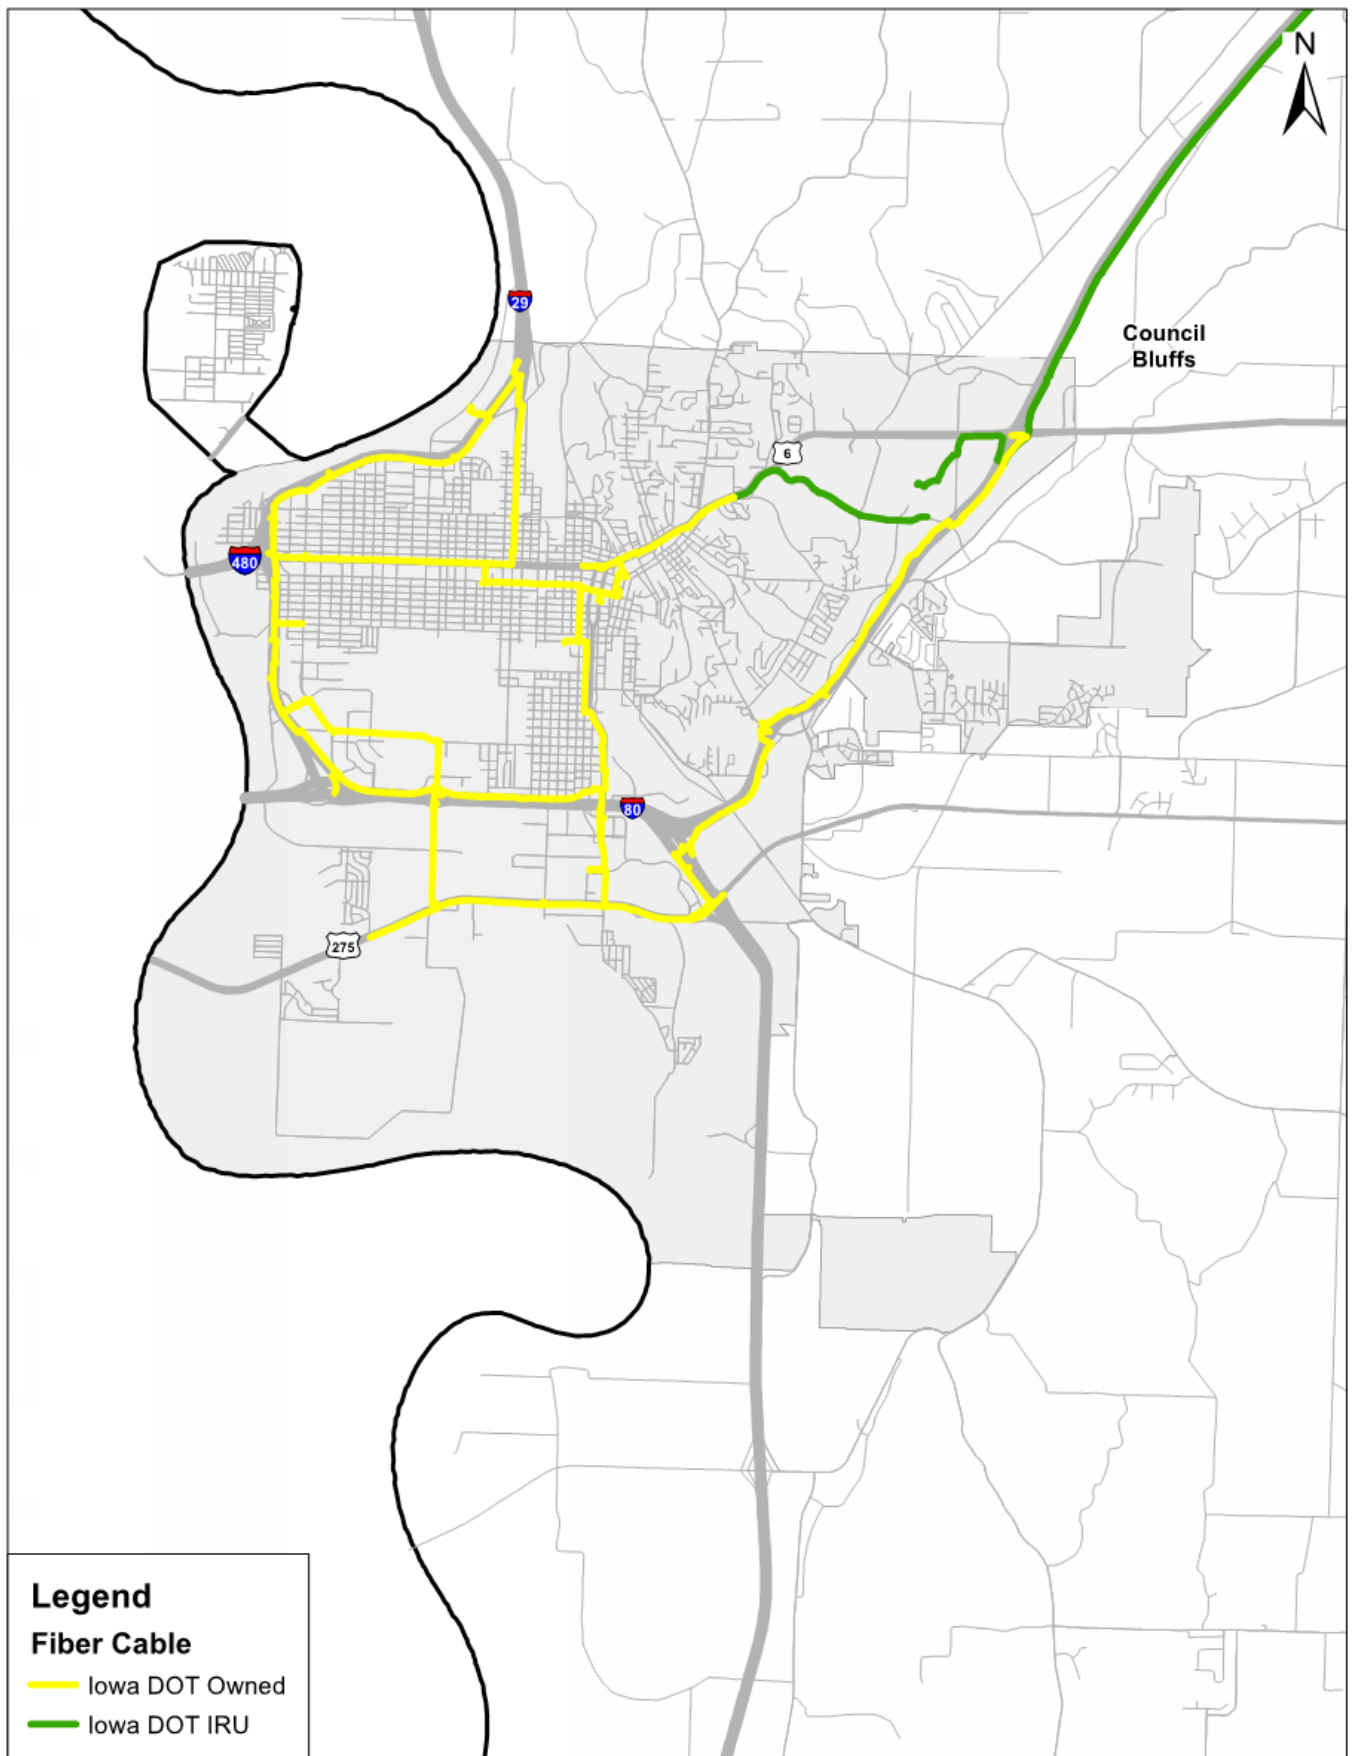 N
29
Council
Bluffs
6
480
80
275
Legend
Fiber Cable
Iowa DOT Owned
Iowa DOT IRU